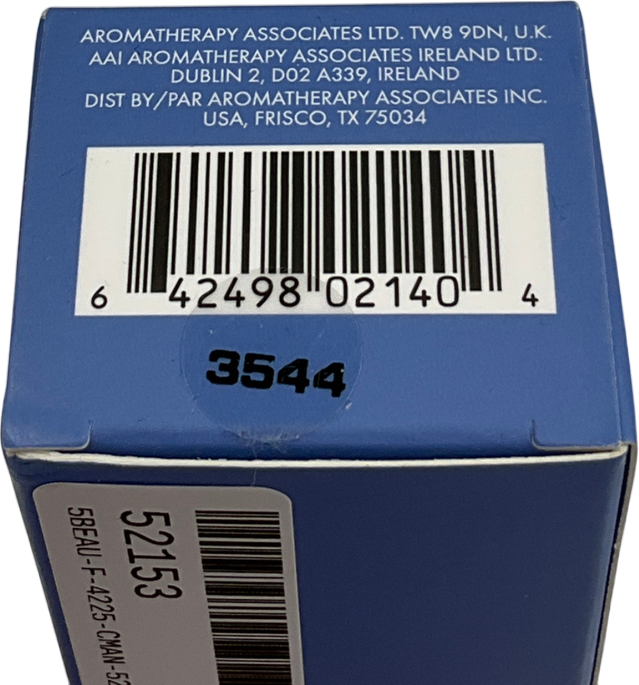 AROMATHERAPY ASSOCIATES LTD. TW8 9DN, U.K.
AAI AROMATHERAPY ASSOCIATES IRELAND LTD.
DUBLIN 2, D02 A339, IRELAND
DIST BY/PAR AROMATHERAPY ASSOCIATES INC.
USA, FRISCO, TX 75034
6 42498 02140 4
3544
52153
5BEAU-F-4225-CMAN-52